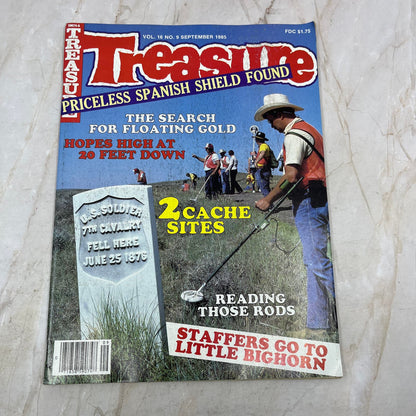 TREASU
VOL. 16 NO. 9 SEPTEMBER 1985
FDC $1.75
Treasure
PRICELESS SPANISH SHIELD FOUND
THE SEARCH
FOR FLOATING GOLD
HOPES HIGH AT
20 FEET DOWN
2 CACHE
SITES
U.S. SOLDIER
7TH CAVALRY
FELL HERE
JUNE 25 1876
READING
THOSE RODS
STAFFERS GO TO
LITTLE BIGHORN